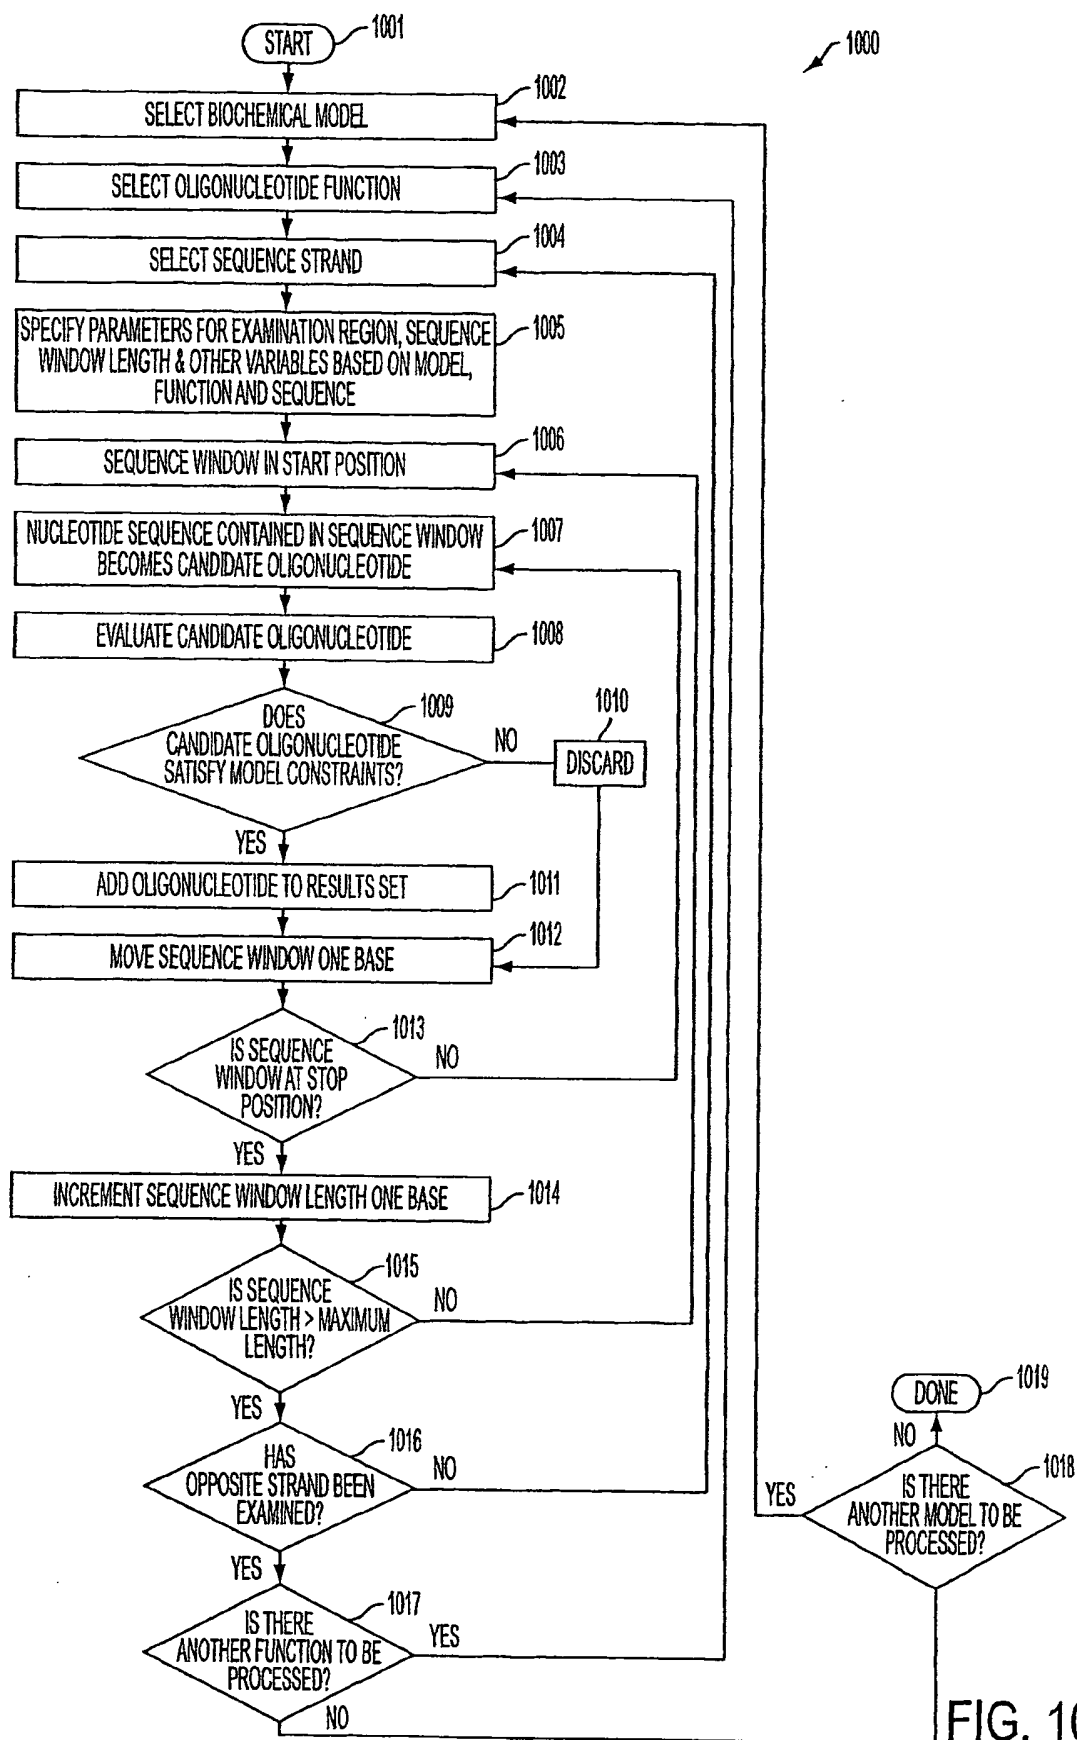 START
1001
1000
1002
SELECT BIOCHEMICAL MODEL
1003
SELECT OLIGONUCLEOTIDE FUNCTION
1004
SELECT SEQUENCE STRAND
1005
SPECIFY PARAMETERS FOR EXAMINATION REGION, SEQUENCE
WINDOW LENGTH & OTHER VARIABLES BASED ON MODEL,
FUNCTION AND SEQUENCE
1006
SEQUENCE WINDOW IN START POSITION
1007
NUCLEOTIDE SEQUENCE CONTAINED IN SEQUENCE WINDOW
BECOMES CANDIDATE OLIGONUCLEOTIDE
EVALUATE CANDIDATE OLIGONUCLEOTIDE
1008
1009
DOES
CANDIDATE OLIGONUCLEOTIDE
SATISFY MODEL CONSTRAINTS?
NO
1010
DISCARD
YES
ADD OLIGONUCLEOTIDE TO RESULTS SET
1011
1012
MOVE SEQUENCE WINDOW ONE BASE
1013
IS SEQUENCE
WINDOW AT STOP
POSITION?
NO
YES
INCREMENT SEQUENCE WINDOW LENGTH ONE BASE
1014
1015
IS SEQUENCE
WINDOW LENGTH > MAXIMUM
LENGTH?
NO
YES
1016
HAS
OPPOSITE STRAND BEEN
EXAMINED?
NO
YES
1017
IS THERE
ANOTHER FUNCTION TO BE
PROCESSED?
YES
NO
DONE
1019
NO
1018
IS THERE
ANOTHER MODEL TO BE
PROCESSED?
YES
FIG. 10